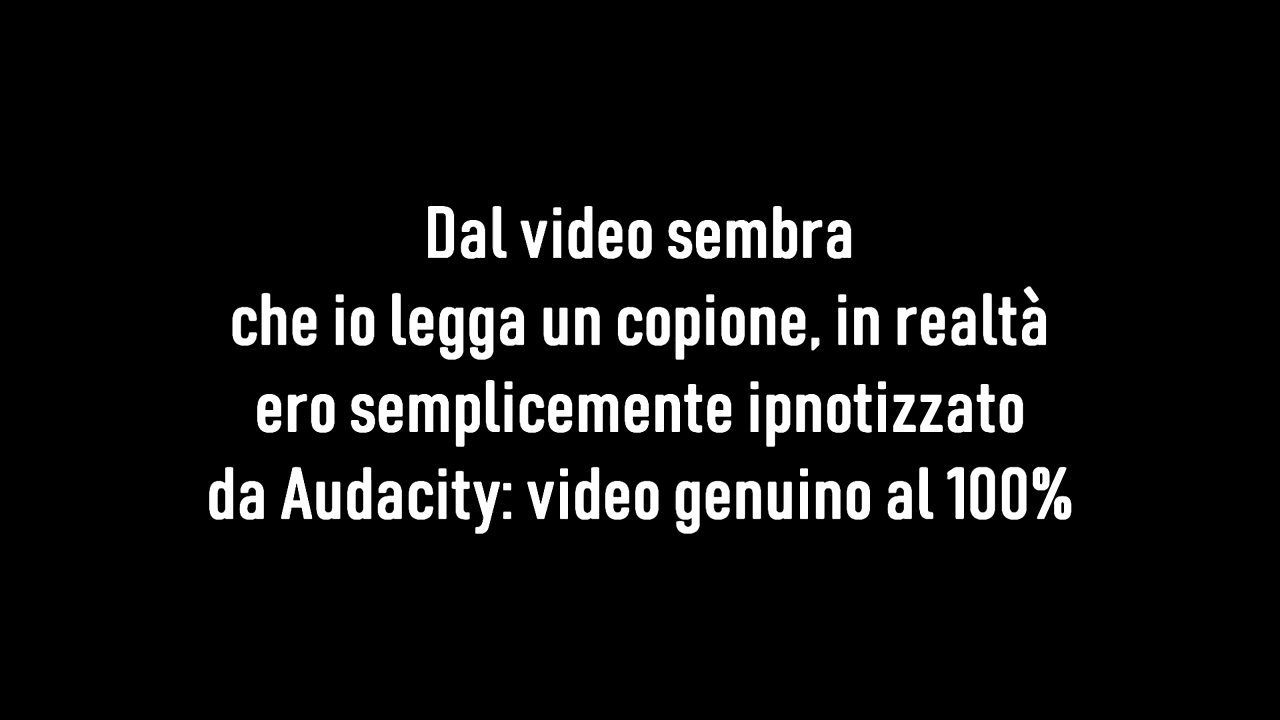 Dal video sembra
che io legga un copione, in realtà
ero semplicemente ipnotizzato
da Audacity: video genuino al 100%